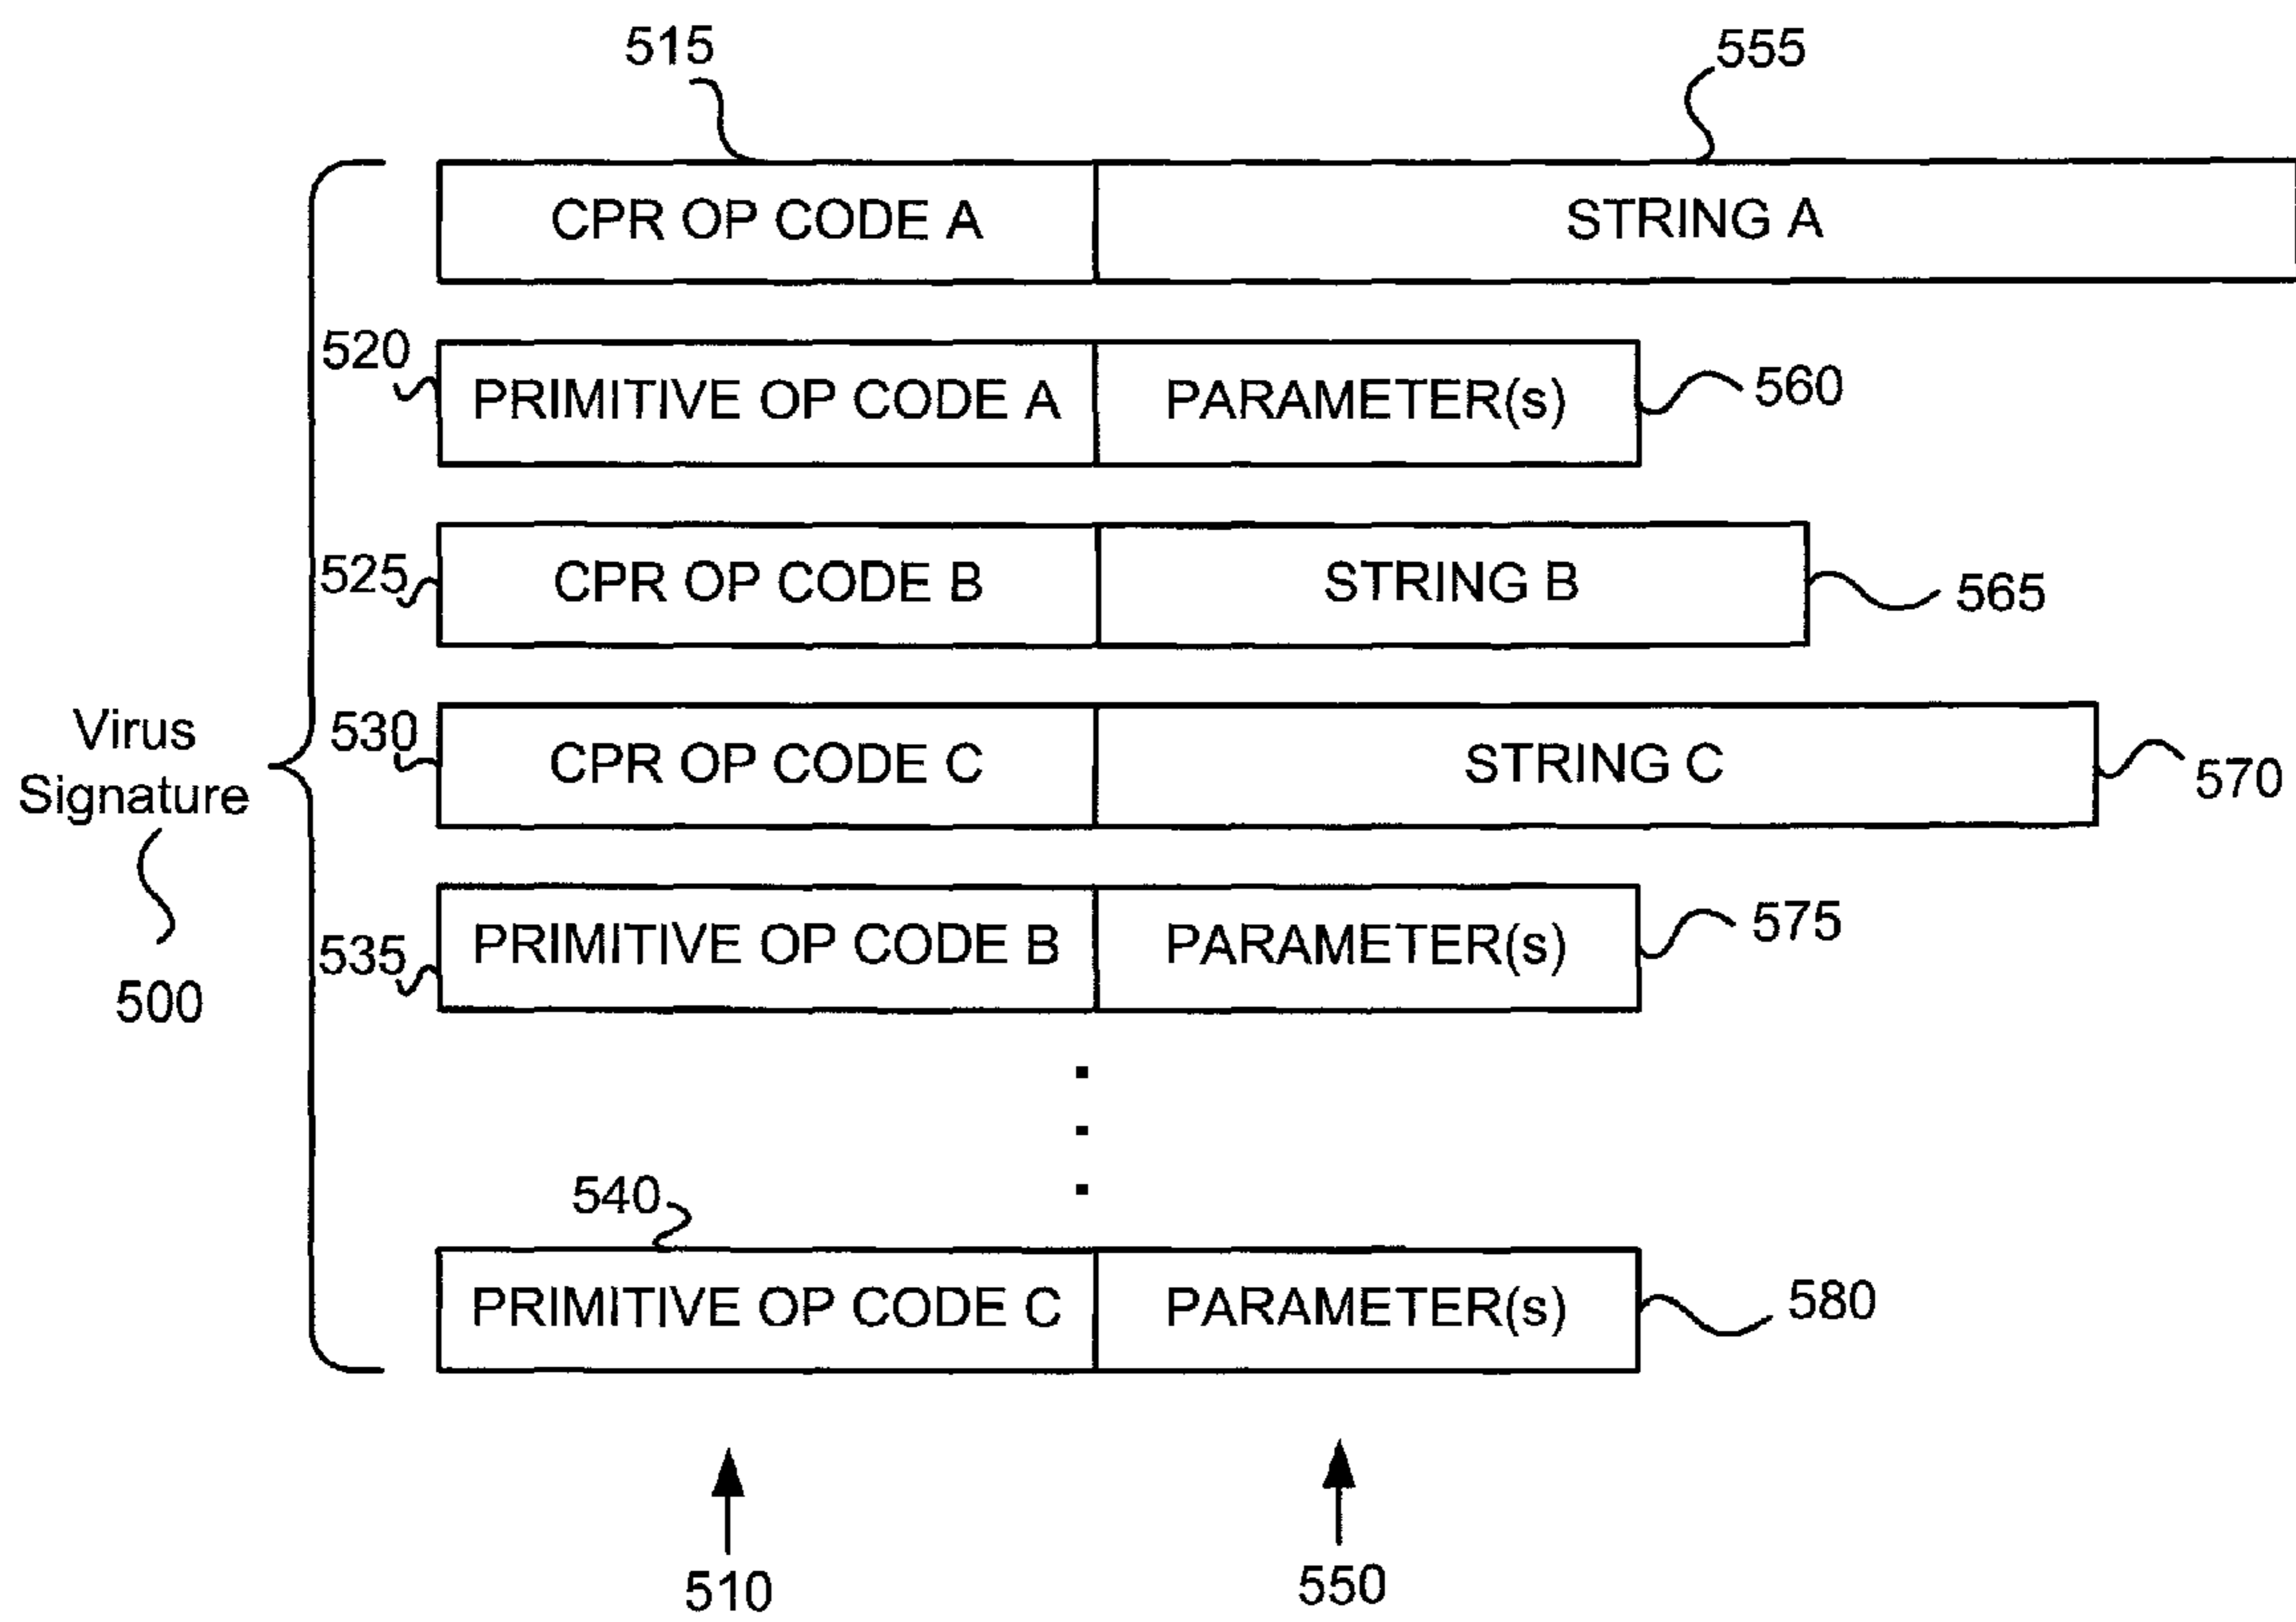 515
555
CPR OP CODE A
STRING A
520
PRIMITIVE OP CODE A
PARAMETER(s)
560
525
CPR OP CODE B
STRING B
565
Virus
Signature
500
530
CPR OP CODE C
STRING C
570
535
PRIMITIVE OP CODE B
PARAMETER(s)
575
540
PRIMITIVE OP CODE C
PARAMETER(s)
580
510
550